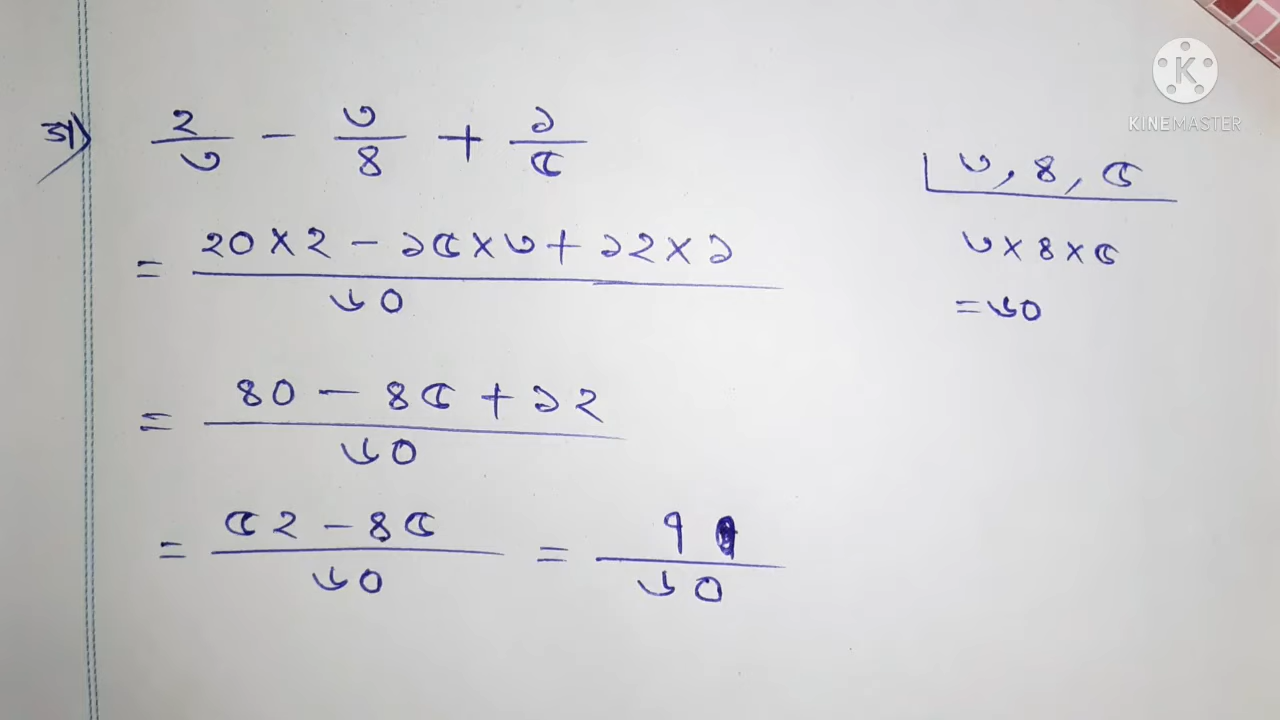 ৩১) ২/৩ - ৩/৪ + ১/৫
= (২০ × ২ - ১৫ × ৩ + ১২ × ১)/৬০
= (৪০ - ৪৫ + ১২)/৬০
= (৫২ - ৪৫)/৬০ = ৭/৬০
৩, ৪, ৫
৩ × ৪ × ৫
= ৬০
KINEMASTER